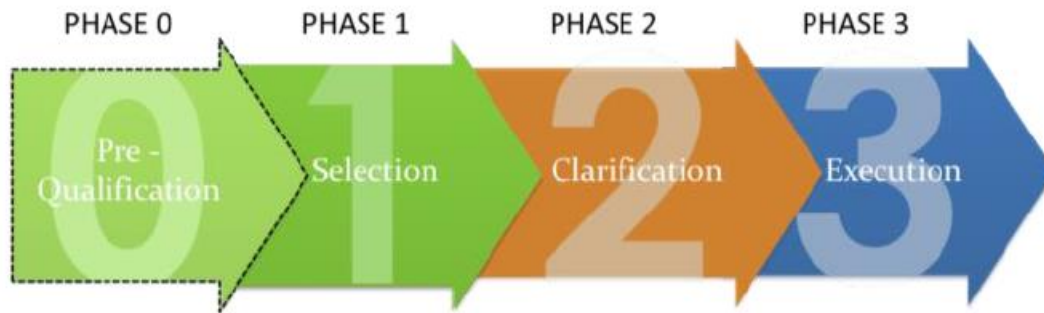 PHASE 0
PHASE 1
PHASE 2
PHASE 3
0
1
2
3
Pre -
Qualification
Selection
Clarification
Execution